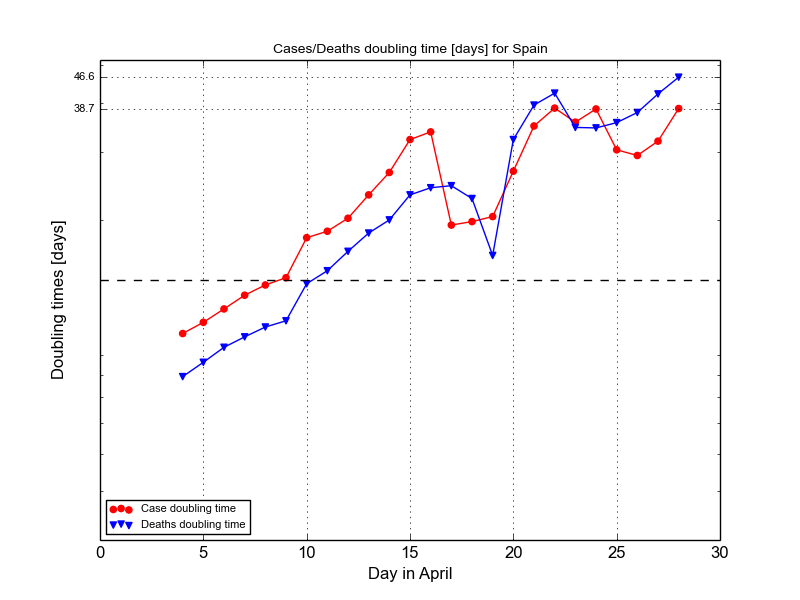 Cases/Deaths doubling time [days] for Spain
46.6
38.7
Doubling times [days]
Case doubling time
Deaths doubling time
0 5 10 15 20 25 30
Day in April